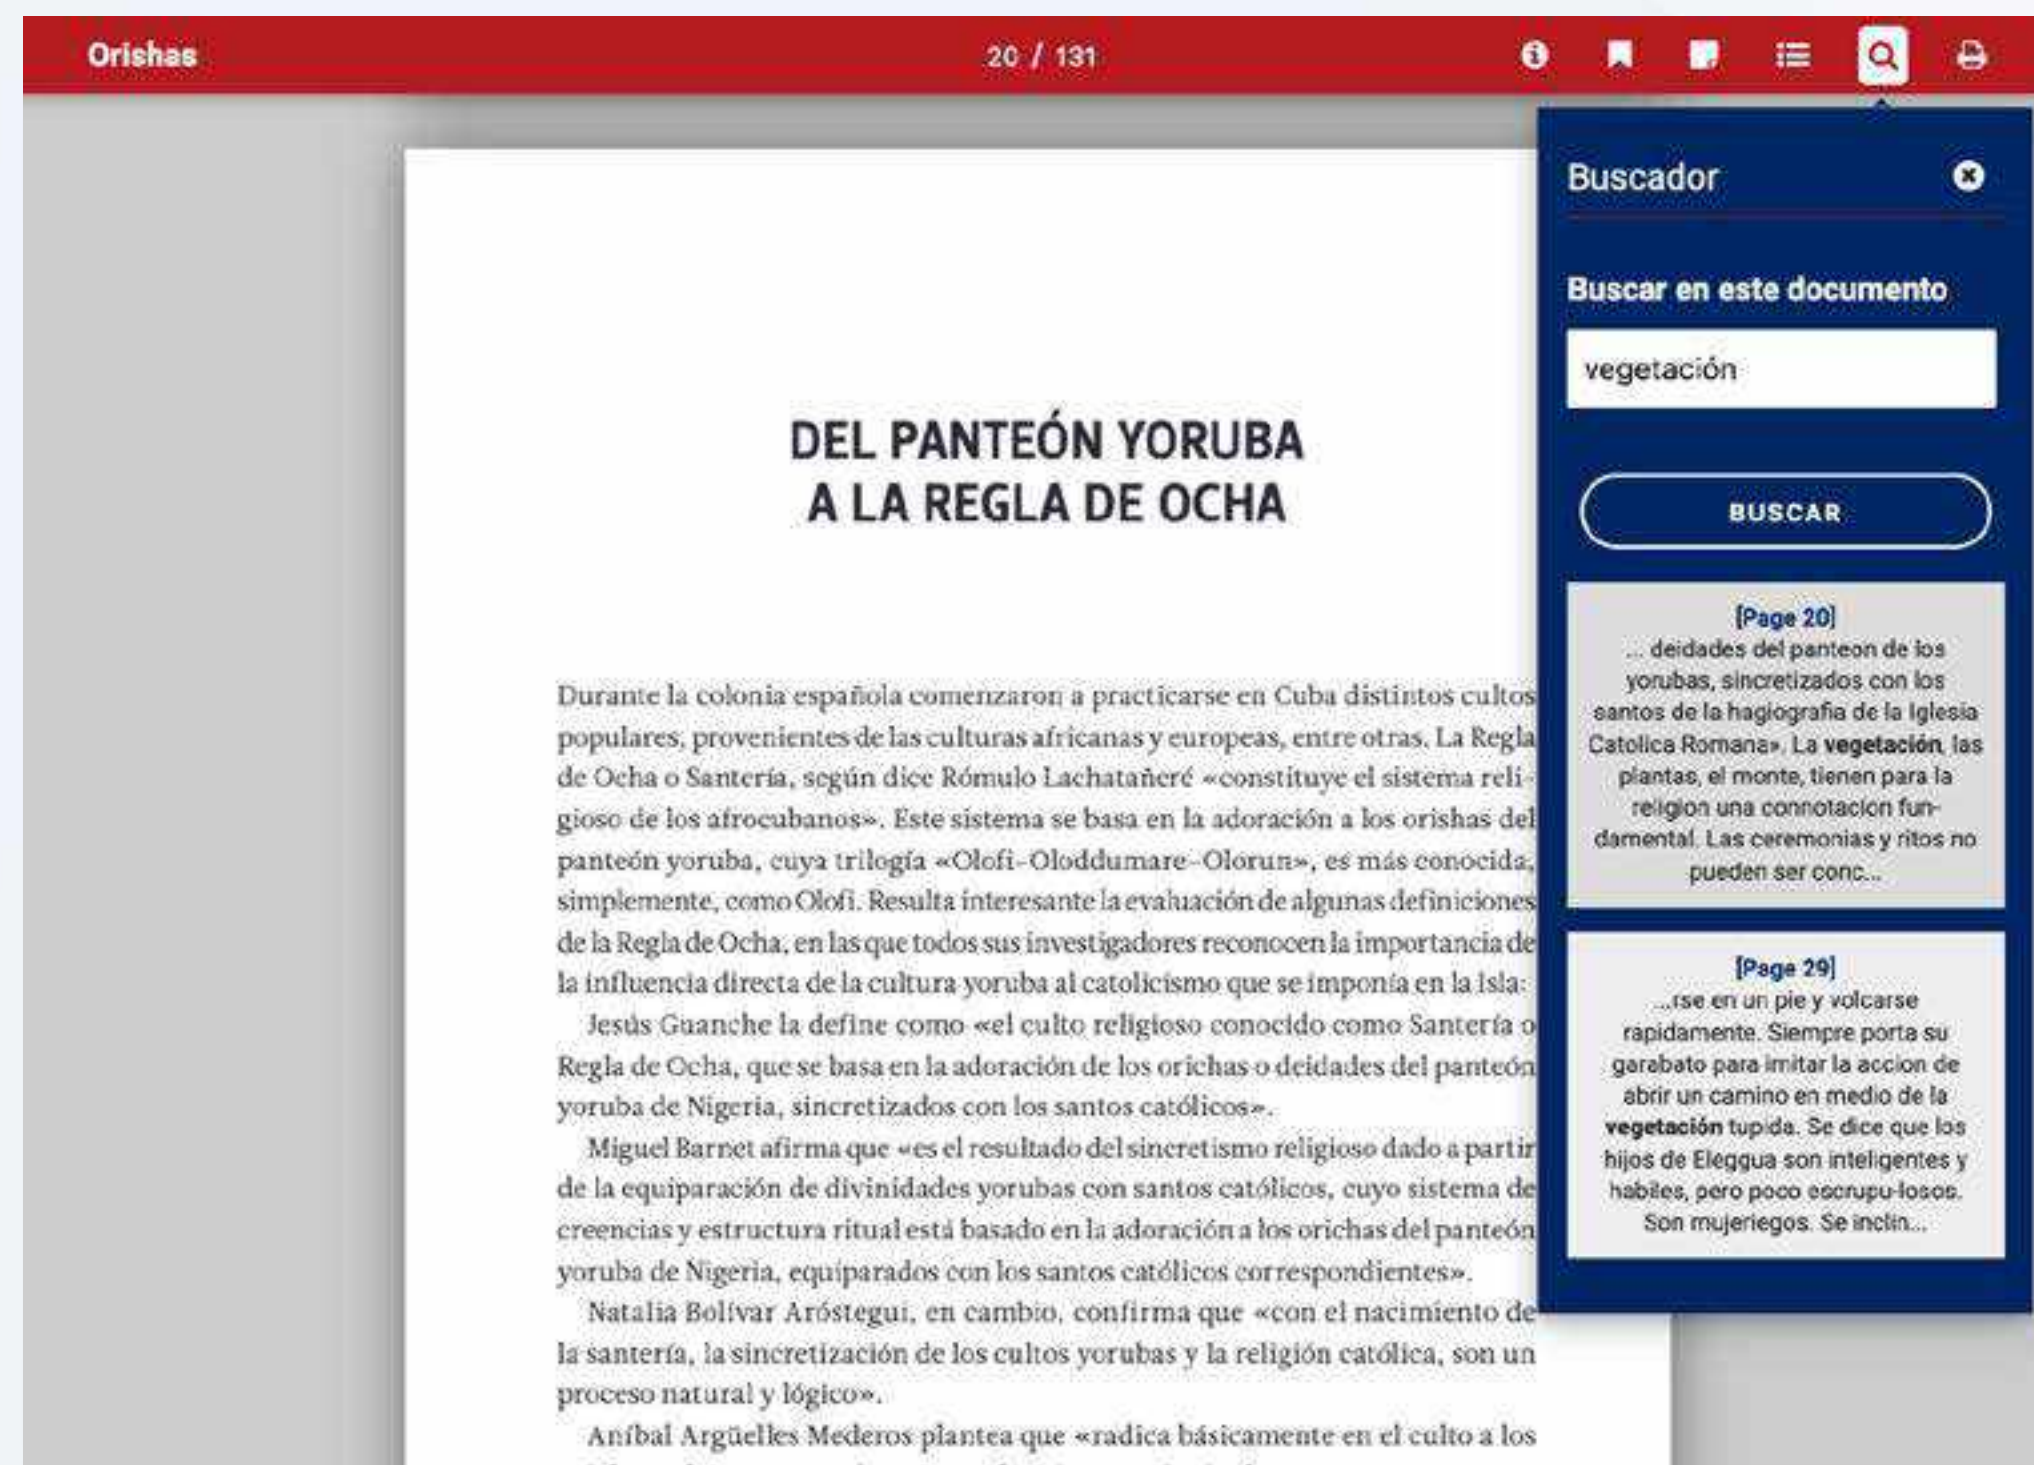 Orishas
20 / 131
Buscador
Buscar en este documento
vegetación
BUSCAR
[Page 20]
... deidades del panteon de los
yorubas, sincretizados con los
santos de la hagiografia de la Iglesia
Catolica Romana». La vegetación, las
plantas, el monte, tienen para la
religion una connotacion fun-
damental. Las ceremonias y ritos no
pueden ser conc...
[Page 29]
...rse en un pie y volcarse
rapidamente. Siempre porta su
garabato para imitar la accion de
abrir un camino en medio de la
vegetación tupida. Se dice que los
hijos de Eleggua son inteligentes y
habiles, pero poco escrupu-losos.
Son mujeriegos. Se inclin...
DEL PANTEÓN YORUBA
A LA REGLA DE OCHA
Durante la colonia española comenzaron a practicarse en Cuba distintos cultos
populares, provenientes de las culturas africanas y europeas, entre otras. La Regla
de Ocha o Santería, según dice Rómulo Lachatañeré «constituye el sistema reli-
gioso de los afrocubanos». Este sistema se basa en la adoración a los orishas del
panteón yoruba, cuya trilogía «Olofi-Oloddumare-Olorun», es más conocida,
simplemente, como Olofi. Resulta interesante la evaluación de algunas definiciones
de la Regla de Ocha, en las que todos sus investigadores reconocen la importancia de
la influencia directa de la cultura yoruba al catolicismo que se imponía en la isla:
Jesús Guanche la define como «el culto religioso conocido como Santería o
Regla de Ocha, que se basa en la adoración de los orichas o deidades del panteón
yoruba de Nigeria, sincretizados con los santos católicos».
Miguel Barnet afirma que «es el resultado del sincretismo religioso dado a partir
de la equiparación de divinidades yorubas con santos católicos, cuyo sistema de
creencias y estructura ritual está basado en la adoración a los orichas del panteón
yoruba de Nigeria, equiparados con los santos católicos correspondientes».
Natalia Bolívar Aróstegui, en cambio, confirma que «con el nacimiento de
la santería, la sincretización de los cultos yorubas y la religión católica, son un
proceso natural y lógico».
Aníbal Argüelles Mederos plantea que «radica básicamente en el culto a los